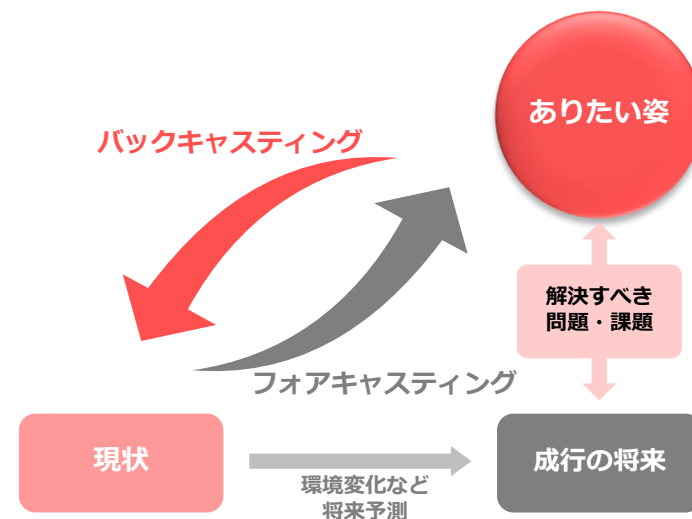 ありたい姿
バックキャスティング
解決すべき
問題・課題
フォアキャスティング
現状
成行の将来
環境変化など
将来予測